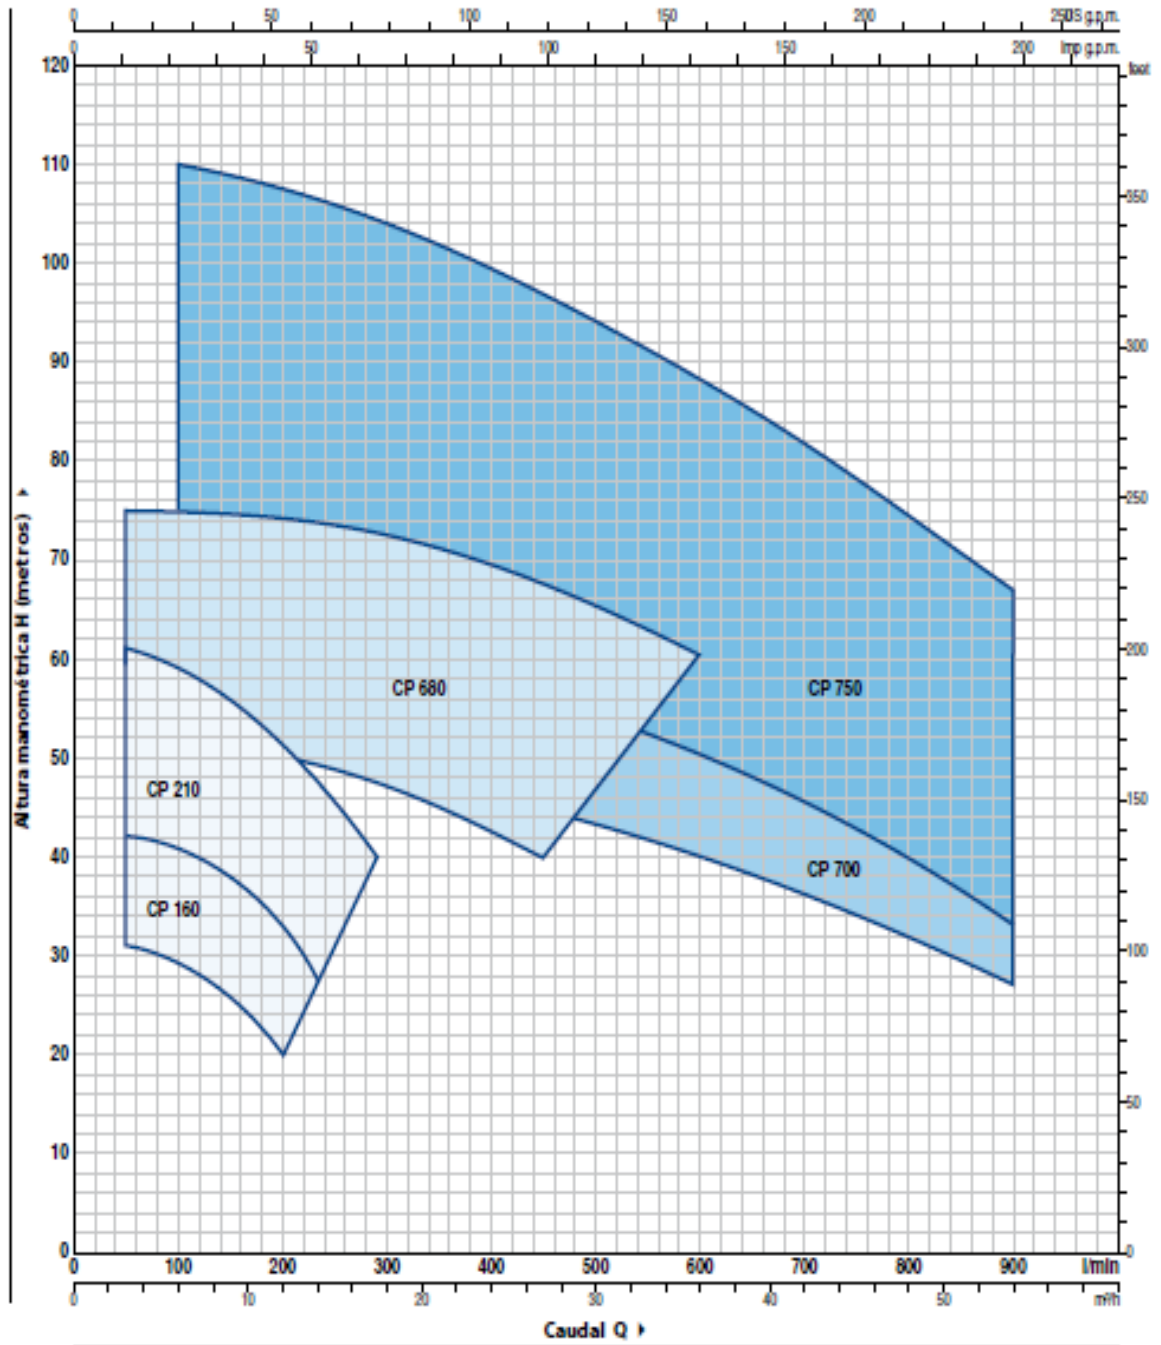 0 50 100 150 200 250 US g.p.m.
0 50 100 150 200 Imp g.p.m.
120 feet
110
350
100
300
90
80
250
70
60 200
CP 680 CP 750
50
CP 210 150
40
CP 700
CP 160
30 100
20
50
10
0 0
100 200 300 400 500 600 700 800 900 l/min
0 10 20 30 40 50 m³/h
Altura manométrica H (metros)
Caudal Q